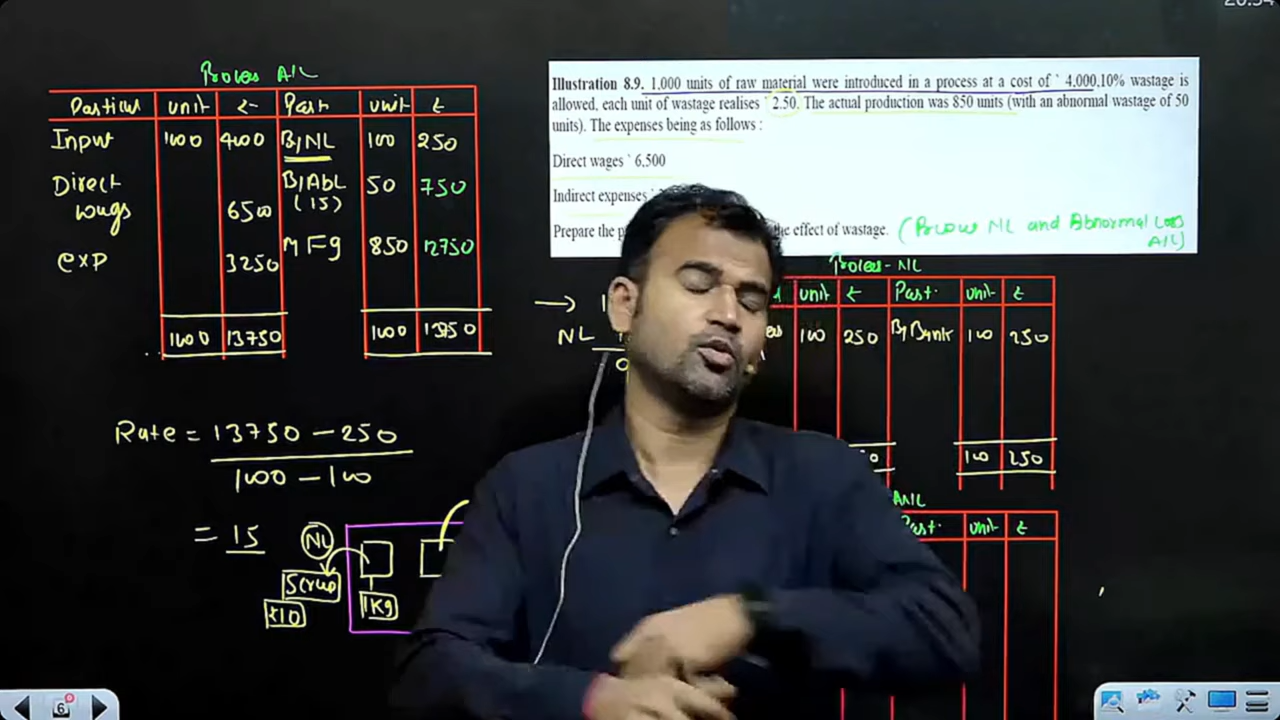 Process A/c
Particul unit ₹ Part unit ₹
Input 1000 4000 By NL 100 250
Direct wages 6500 By AbL (15) 50 750
exp 3250 M Fg 850 12750
1000 13750 1000 13750
Rate = 13750 - 250
1000 - 100
= 15
NL
Scrap
₹10
1Kg
Illustration 8.9. 1,000 units of raw material were introduced in a process at a cost of ` 4,000.10% wastage is
allowed, each unit of wastage realises ` 2.50. The actual production was 850 units (with an abnormal wastage of 50
units). The expenses being as follows :
Direct wages ` 6,500
Indirect expenses `
Prepare the p the effect of wastage. (Process NL and Abnormal Loss
A/c)
Process - NL
unit ₹ Part. unit ₹
100 250 By Bank 100 250
100 250
NL
ANL
Part. unit ₹
6